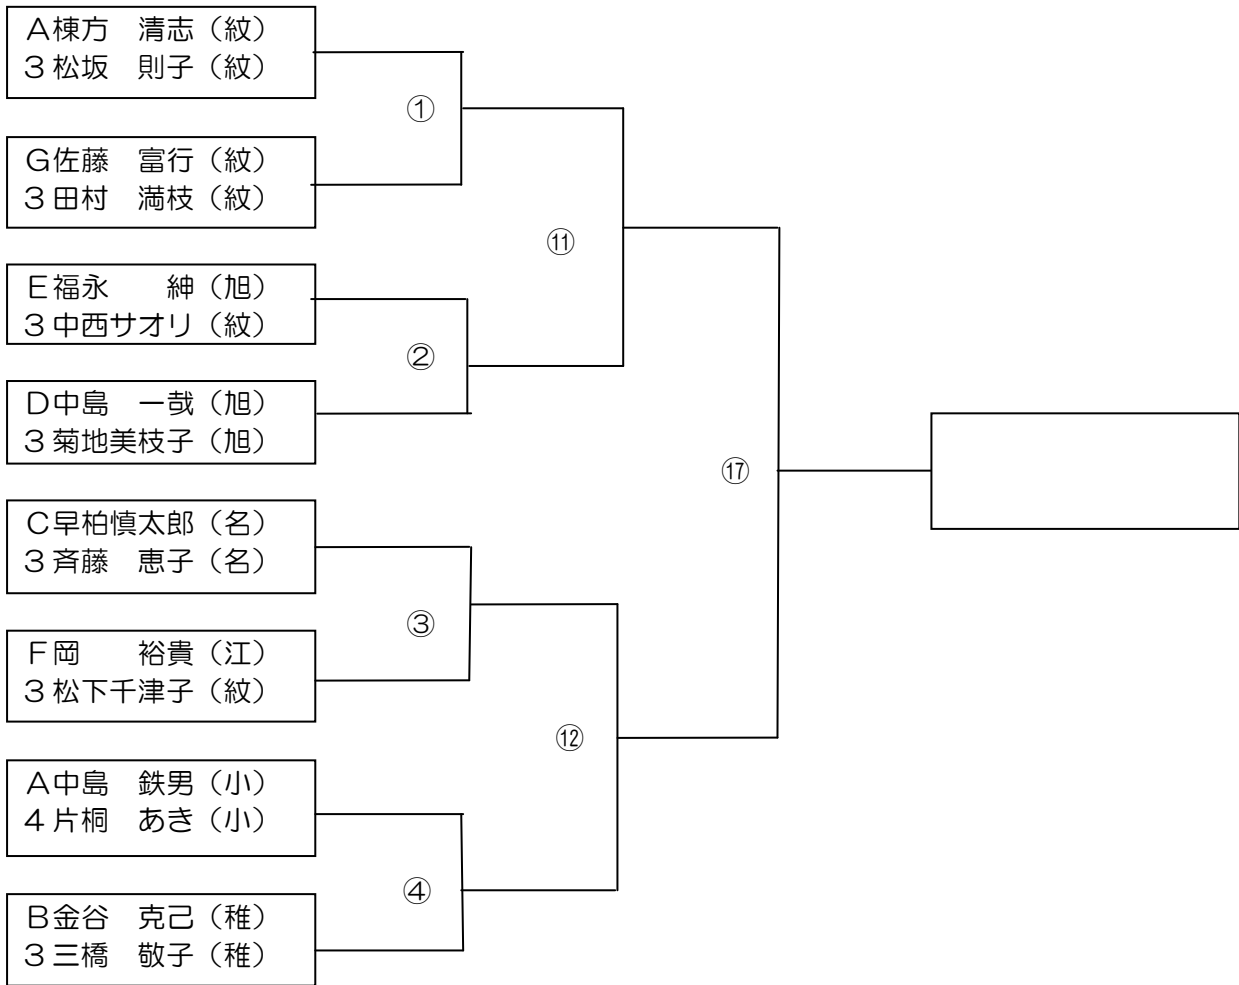 A棟方　清志（紋）
3松坂　則子（紋）
①
G佐藤　富行（紋）
3田村　満枝（紋）
⑪
E福永　　紳（旭）
3中西サオリ（紋）
②
D中島　一哉（旭）
3菊地美枝子（旭）
⑰
C早柏慎太郎（名）
3斉藤　恵子（名）
③
F岡　　裕貴（江）
3松下千津子（紋）
⑫
A中島　鉄男（小）
4片桐　あき（小）
④
B金谷　克己（稚）
3三橋　敬子（稚）